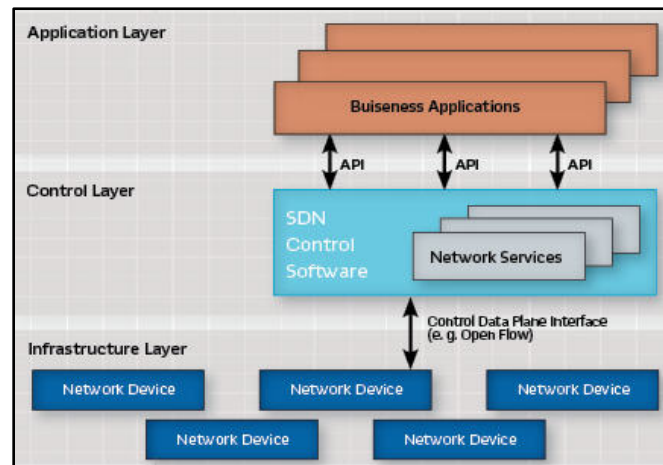 Application Layer
Buiseness Applications
API
API
API
Control Layer
SDN
Control
Software
Network Services
Control Data Plane Interface
(e. g. Open Flow)
Infrastructure Layer
Network Device
Network Device
Network Device
Network Device
Network Device